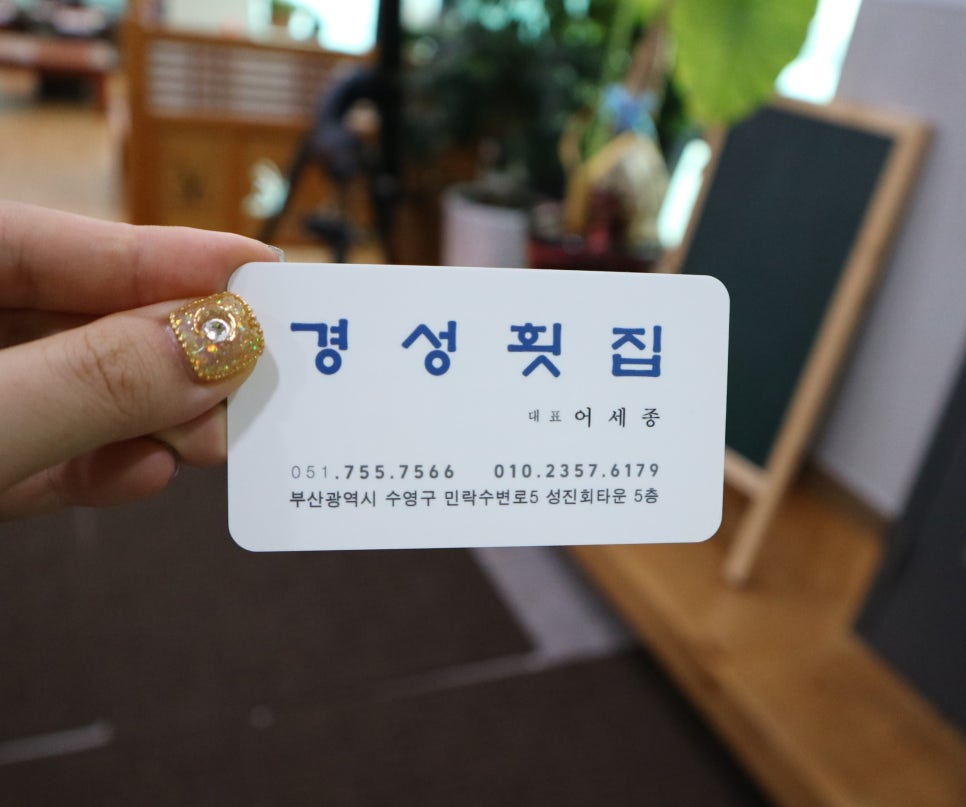 경성횟집
대표 어세종
051.755.7566 010.2357.6179
부산광역시 수영구 민락수변로5 성진회타운 5층